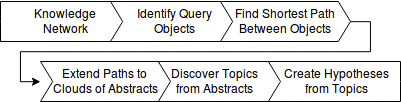 Knowledge Network
Identify Query Objects
Find Shortest Path Between Objects
Extend Paths to Clouds of Abstracts
Discover Topics from Abstracts
Create Hypotheses from Topics